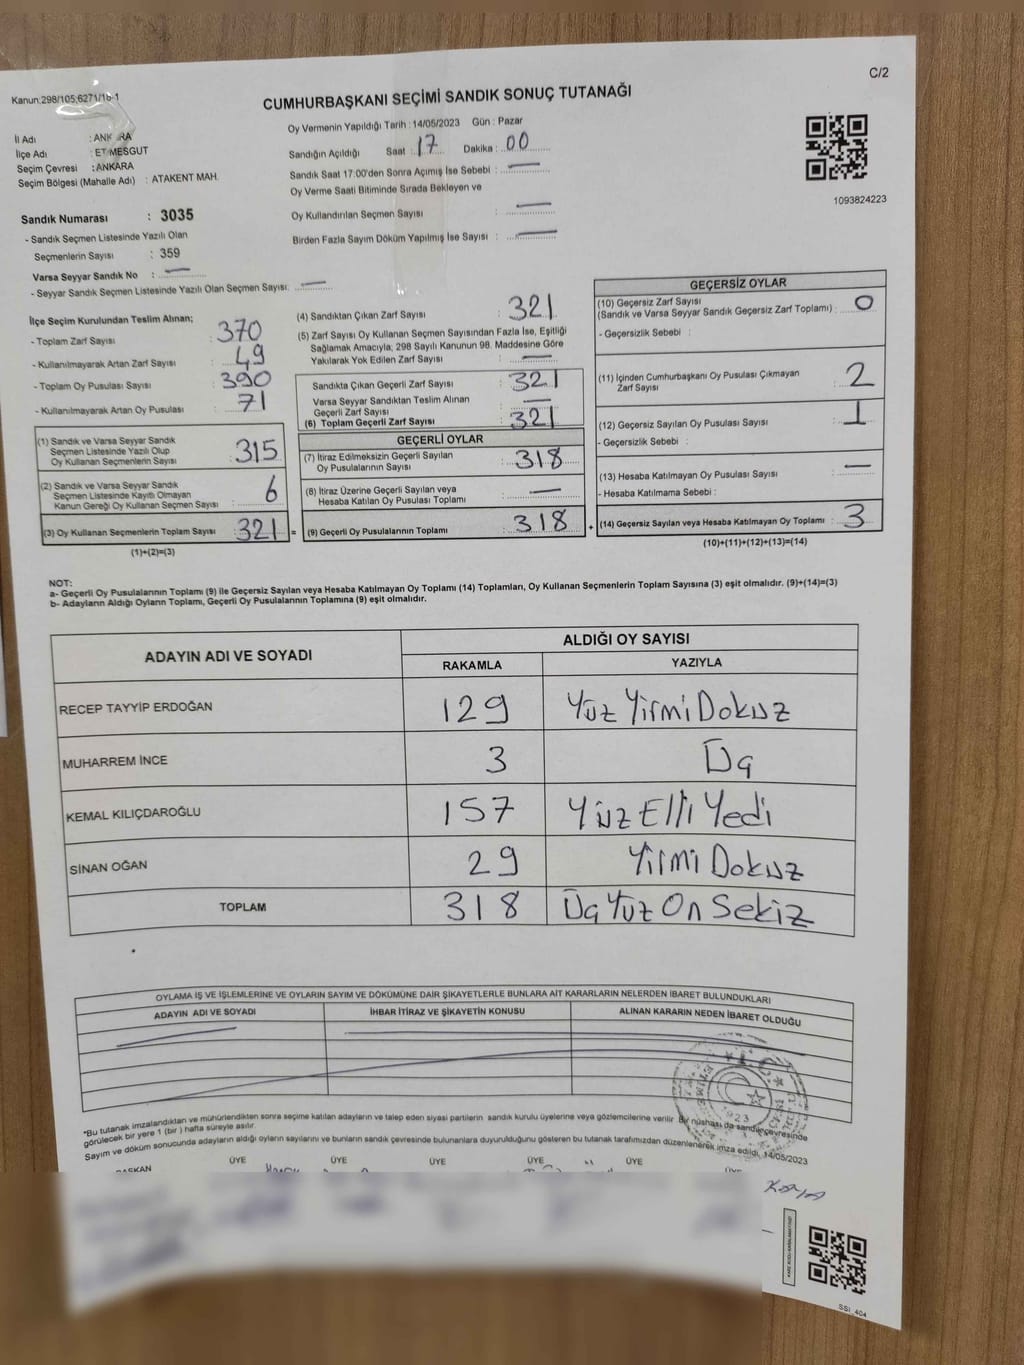 C/2
Kanun:298/105;6271/16-1
CUMHURBAŞKANI SEÇİMİ SANDIK SONUÇ TUTANAĞI
İl Adı : ANKARA
İlçe Adı : ETİMESGUT
Seçim Çevresi : ANKARA
Seçim Bölgesi (Mahalle Adı) : ATAKENT MAH.
Oy Vermenin Yapıldığı Tarih : 14/05/2023 Gün : Pazar
Sandığın Açıldığı Saat : 17 Dakika : 00
Sandık Saat 17:00'den Sonra Açımış İse Sebebi : —
Oy Verme Saati Bitiminde Sırada Bekleyen ve
Oy Kullandırılan Seçmen Sayısı : —
Birden Fazla Sayım Döküm Yapılmış İse Sayısı : —
1093824223
Sandık Numarası : 3035
- Sandık Seçmen Listesinde Yazılı Olan
Seçmenlerin Sayısı : 359
Varsa Seyyar Sandık No : —
- Seyyar Sandık Seçmen Listesinde Yazılı Olan Seçmen Sayısı: —
İlçe Seçim Kurulundan Teslim Alınan;
- Toplam Zarf Sayısı : 370
- Kullanılmayarak Artan Zarf Sayısı : 49
- Toplam Oy Pusulası Sayısı : 390
- Kullanılmayarak Artan Oy Pusulası : 71
(1) Sandık ve Varsa Seyyar Sandık
Seçmen Listesinde Yazılı Olup
Oy Kullanan Seçmenlerin Sayısı : 315
(2) Sandık ve Varsa Seyyar Sandık
Seçmen Listesinde Kayıtlı Olmayan
Kanun Gereği Oy Kullanan Seçmen Sayısı : 6
(3) Oy Kullanan Seçmenlerin Toplam Sayısı : 321 =
(1)+(2)=(3)
(4) Sandıktan Çıkan Zarf Sayısı : 321
(5) Zarf Sayısı Oy Kullanan Seçmen Sayısından Fazla İse, Eşitliği
Sağlamak Amacıyla, 298 Sayılı Kanunun 98. Maddesine Göre
Yakılarak Yok Edilen Zarf Sayısı : —
Sandıkta Çıkan Geçerli Zarf Sayısı : 321
Varsa Seyyar Sandıktan Teslim Alınan
Geçerli Zarf Sayısı : —
(6) Toplam Geçerli Zarf Sayısı : 321
GEÇERLİ OYLAR
(7) İtiraz Edilmeksizin Geçerli Sayılan
Oy Pusulalarının Sayısı : 318
(8) İtiraz Üzerine Geçerli Sayılan veya
Hesaba Katılan Oy Pusulası Toplamı : —
(9) Geçerli Oy Pusulalarının Toplamı : 318 +
GEÇERSİZ OYLAR
(10) Geçersiz Zarf Sayısı
(Sandık ve Varsa Seyyar Sandık Geçersiz Zarf Toplamı) : 0
- Geçersizlik Sebebi :
(11) İçinden Cumhurbaşkanı Oy Pusulası Çıkmayan
Zarf Sayısı : 2
(12) Geçersiz Sayılan Oy Pusulası Sayısı : 1
- Geçersizlik Sebebi :
(13) Hesaba Katılmayan Oy Pusulası Sayısı : —
- Hesaba Katılmama Sebebi :
(14) Geçersiz Sayılan veya Hesaba Katılmayan Oy Toplamı : 3
(10)+(11)+(12)+(13)=(14)
NOT:
a- Geçerli Oy Pusulalarının Toplamı (9) ile Geçersiz Sayılan veya Hesaba Katılmayan Oy Toplamı (14) Toplamları, Oy Kullanan Seçmenlerin Toplam Sayısına (3) eşit olmalıdır. (9)+(14)=(3)
b- Adayların Aldığı Oyların Toplamı, Geçerli Oy Pusulalarının Toplamına (9) eşit olmalıdır.
ADAYIN ADI VE SOYADI ALDIĞI OY SAYISI
RAKAMLA YAZIYLA
RECEP TAYYİP ERDOĞAN 129 Yüz Yirmi Dokuz
MUHARREM İNCE 3 Üç
KEMAL KILIÇDAROĞLU 157 Yüz Elli Yedi
SİNAN OĞAN 29 Yirmi Dokuz
TOPLAM 318 Üç Yüz On Sekiz
OYLAMA İŞ VE İŞLEMLERİNE VE OYLARIN SAYIM VE DÖKÜMÜNE DAİR ŞİKAYETLERLE BUNLARA AİT KARARLARIN NELERDEN İBARET BULUNDUKLARI
ADAYIN ADI VE SOYADI İHBAR İTİRAZ VE ŞİKAYETİN KONUSU ALINAN KARARIN NEDEN İBARET OLDUĞU
*Bu tutanak imzalandıktan ve mühürlendikten sonra seçime katılan adayların ve talep eden siyasi partilerin sandık kurulu üyelerine veya gözlemcilerine verilir. Bir nüshası da sandık çevresinde
görülecek bir yere 1 (bir) hafta süreyle asılır.
Sayım ve döküm sonucunda adayların aldığı oyların sayılarını ve bunların sandık çevresinde bulunanlara duyurulduğunu gösteren bu tutanak tarafımızdan düzenlenerek imza edildi. 14/05/2023
BAŞKAN ÜYE ÜYE ÜYE ÜYE ÜYE ÜYE
1923
SSI 404